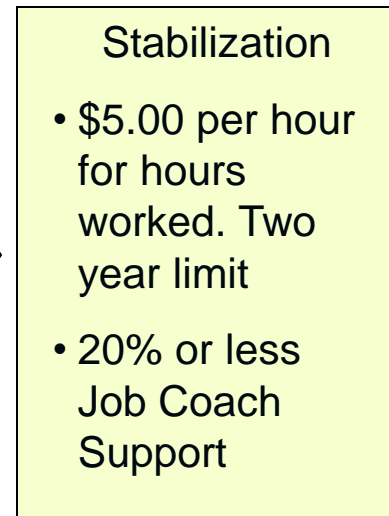 Stabilization
• $5.00 per hour
for hours
worked. Two
year limit
• 20% or less
Job Coach
Support